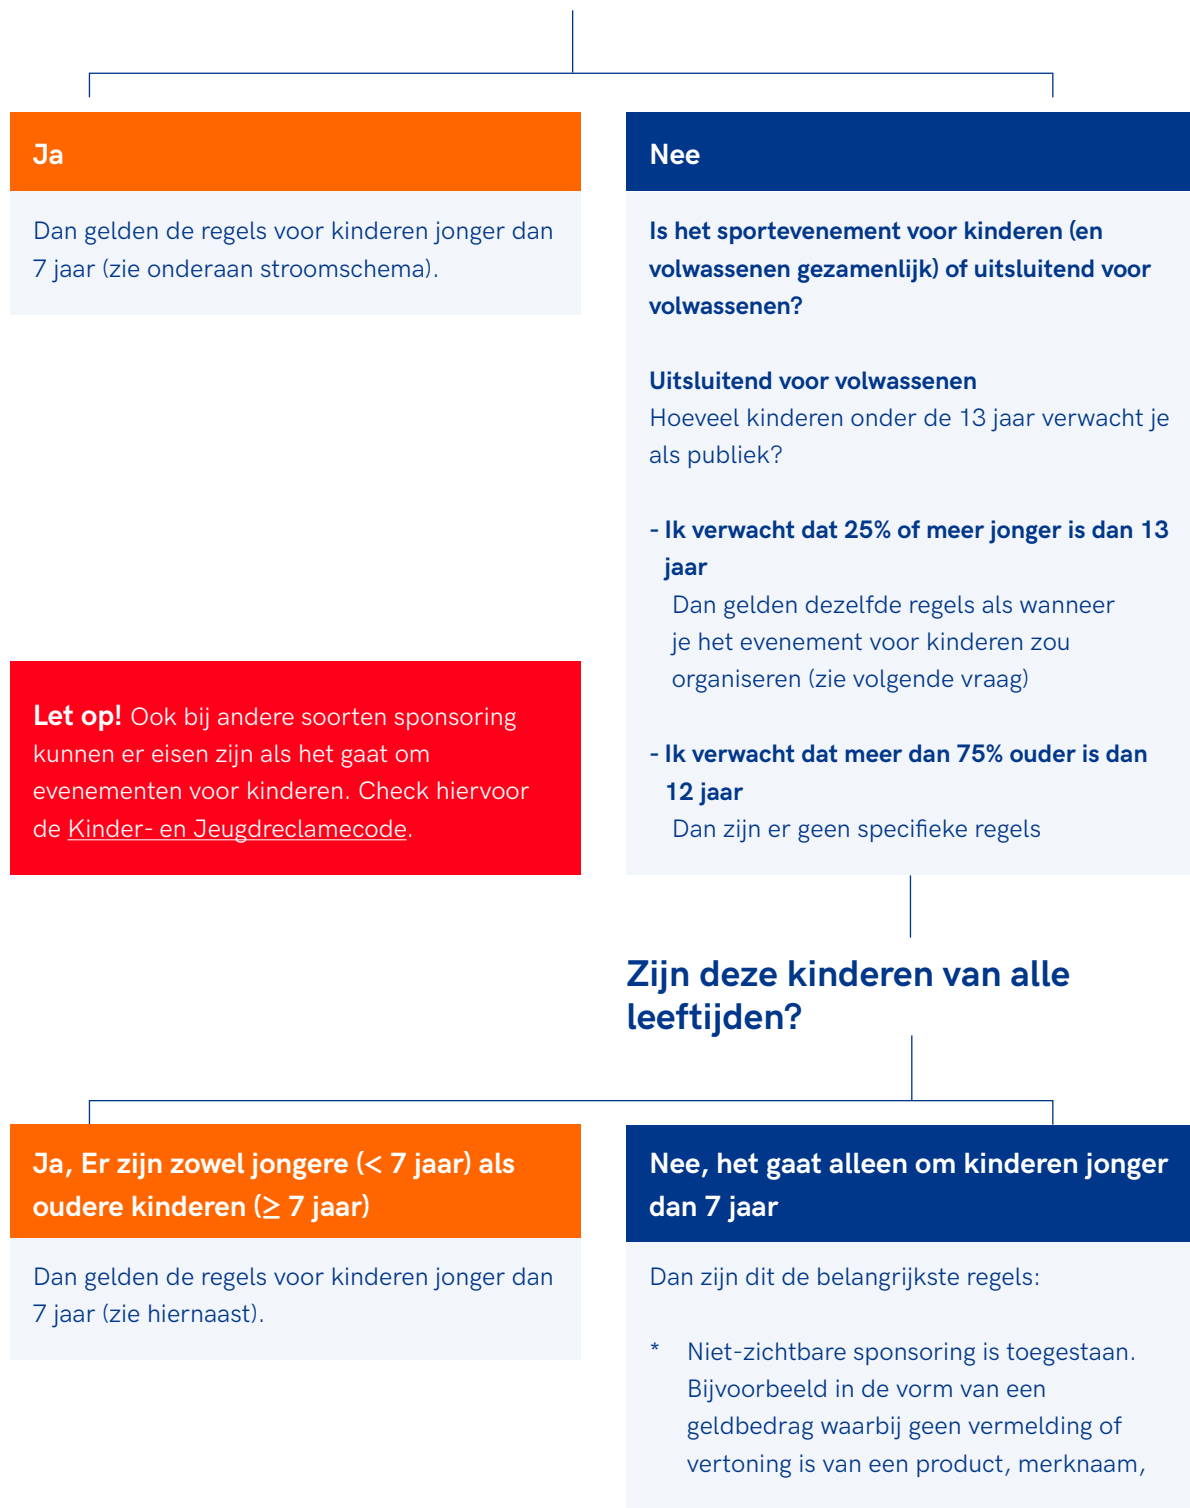 Ja
Dan gelden de regels voor kinderen jonger dan
7 jaar (zie onderaan stroomschema).
Let op! Ook bij andere soorten sponsoring
kunnen er eisen zijn als het gaat om
evenementen voor kinderen. Check hiervoor
de Kinder- en Jeugdreclamecode.
Nee
Is het sportevenement voor kinderen (en
volwassenen gezamenlijk) of uitsluitend voor
volwassenen?
Uitsluitend voor volwassenen
Hoeveel kinderen onder de 13 jaar verwacht je
als publiek?
- Ik verwacht dat 25% of meer jonger is dan 13
jaar
Dan gelden dezelfde regels als wanneer
je het evenement voor kinderen zou
organiseren (zie volgende vraag)
- Ik verwacht dat meer dan 75% ouder is dan
12 jaar
Dan zijn er geen specifieke regels
Zijn deze kinderen van alle
leeftijden?
Ja, Er zijn zowel jongere (< 7 jaar) als
oudere kinderen (≥ 7 jaar)
Dan gelden de regels voor kinderen jonger dan
7 jaar (zie hiernaast).
Nee, het gaat alleen om kinderen jonger
dan 7 jaar
Dan zijn dit de belangrijkste regels:
* Niet-zichtbare sponsoring is toegestaan.
Bijvoorbeeld in de vorm van een
geldbedrag waarbij geen vermelding of
vertoning is van een product, merknaam,